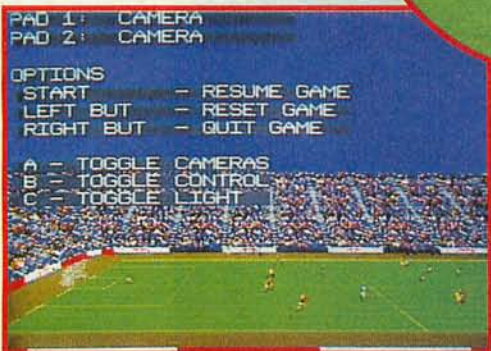 PAD 1: CAMERA
PAD 2: CAMERA
OPTIONS
START - RESUME GAME
LEFT BUT - RESET GAME
RIGHT BUT - QUIT GAME
A - TOGGLE CAMERAS
B - TOGGLE CONTROL
C - TOGGLE LIGHT